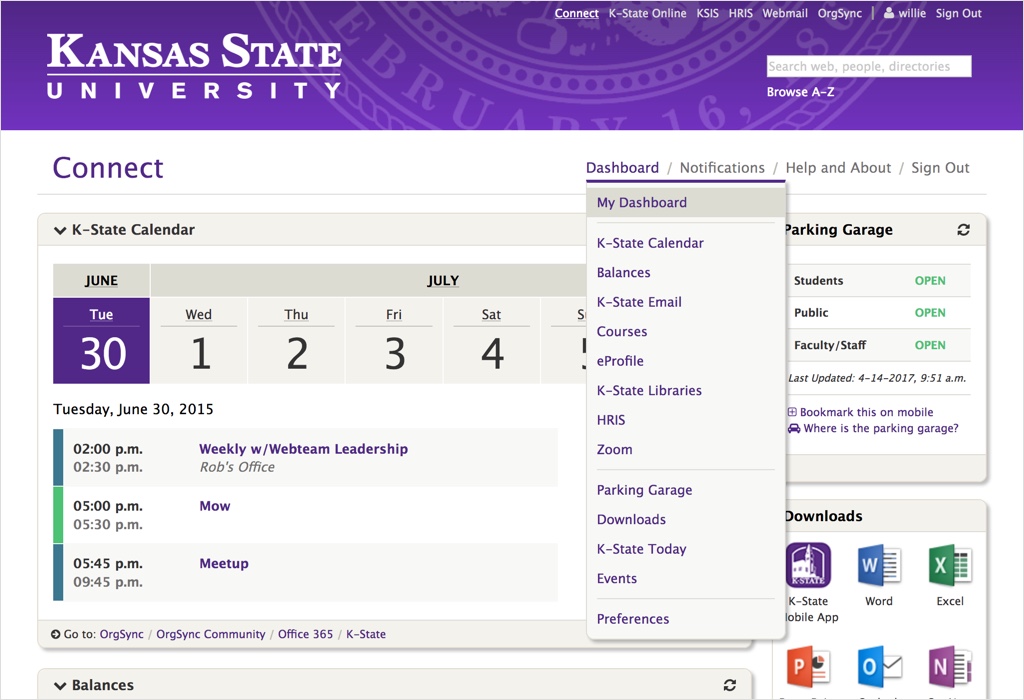 Connect K-State Online KSIS HRIS Webmail OrgSync | willie Sign Out
KANSAS STATE
UNIVERSITY
FEBRUARY 16,
Search web, people, directories
Browse A-Z
Connect
Dashboard / Notifications / Help and About / Sign Out
My Dashboard
K-State Calendar
Balances
K-State Email
Courses
eProfile
K-State Libraries
HRIS
Zoom
Parking Garage
Downloads
K-State Today
Events
Preferences
K-State Calendar
JUNE JULY
Tue Wed Thu Fri Sat
30 1 2 3 4
Tuesday, June 30, 2015
02:00 p.m. Weekly w/Webteam Leadership
02:30 p.m. Rob's Office
05:00 p.m. Mow
05:30 p.m.
05:45 p.m. Meetup
09:45 p.m.
Go to: OrgSync / OrgSync Community / Office 365 / K-State
Balances
Parking Garage
Students OPEN
Public OPEN
Faculty/Staff OPEN
Last Updated: 4-14-2017, 9:51 a.m.
Bookmark this on mobile
Where is the parking garage?
Downloads
K-STATE
W X
K-State Word Excel
obile App
P O N